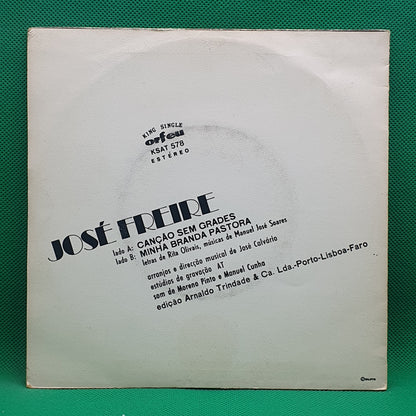 KING SINGLE
orfeu
KSAT 578
ESTÉREO
JOSÉ FREIRE
lado A: CANÇÃO SEM GRADES
lado B: MINHA BRANDA PASTORA
letras de Rita Olivais, músicas de Manuel José Soares
arranjos e direcção musical de José Calvário
estúdios de gravação AT
som de Moreno Pinto e Manuel Cunha
edição Arnaldo Trindade & Ca. Lda.-Porto-Lisboa-Faro